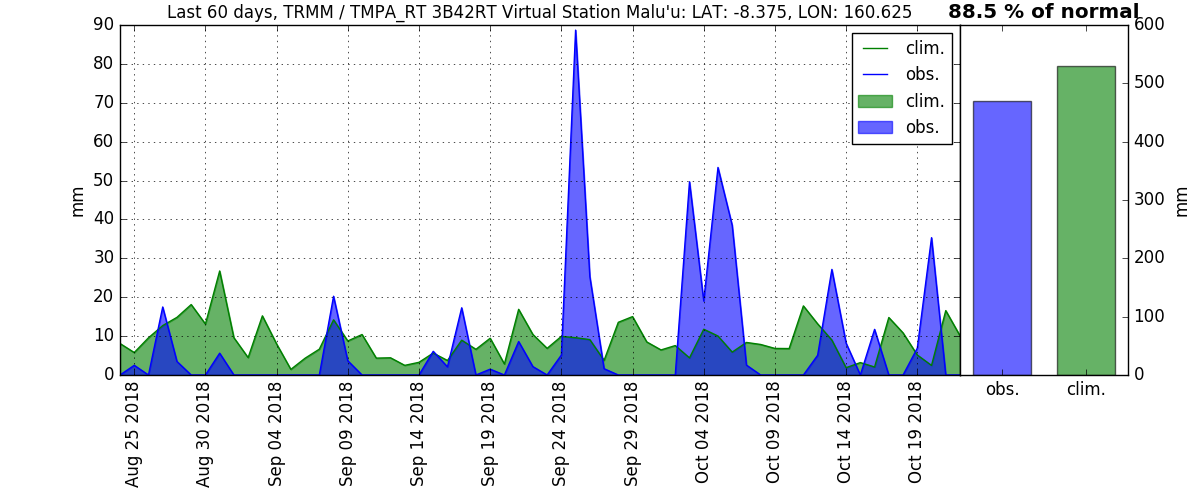 Last 60 days, TRMM / TMPA_RT 3B42RT Virtual Station Malu'u: LAT: -8.375, LON: 160.625
88.5 % of normal
90
80
70
60
50
40
30
20
10
0
mm
clim.
obs.
clim.
obs.
Aug 25 2018
Aug 30 2018
Sep 04 2018
Sep 09 2018
Sep 14 2018
Sep 19 2018
Sep 24 2018
Sep 29 2018
Oct 04 2018
Oct 09 2018
Oct 14 2018
Oct 19 2018
600
500
400
300
200
100
0
mm
obs.
clim.